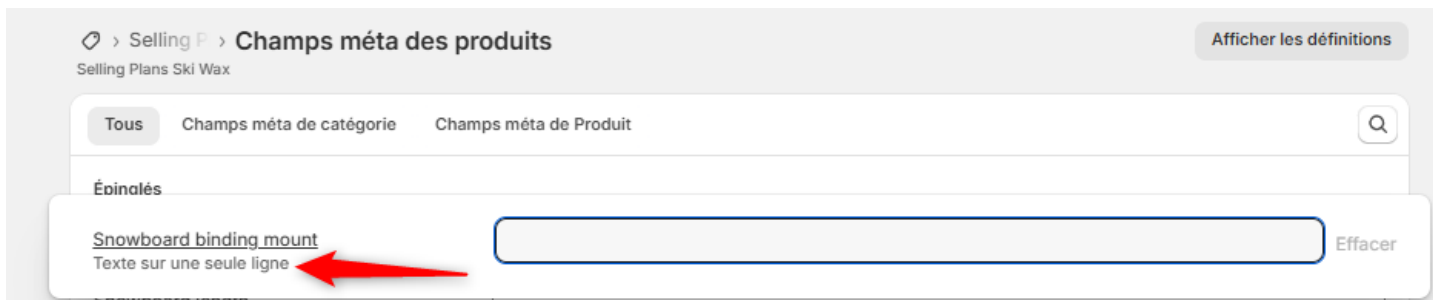 Selling P > Champs méta des produits
Afficher les définitions
Selling Plans Ski Wax
Tous Champs méta de catégorie Champs méta de Produit
Épinglés
Snowboard binding mount
Effacer
Texte sur une seule ligne